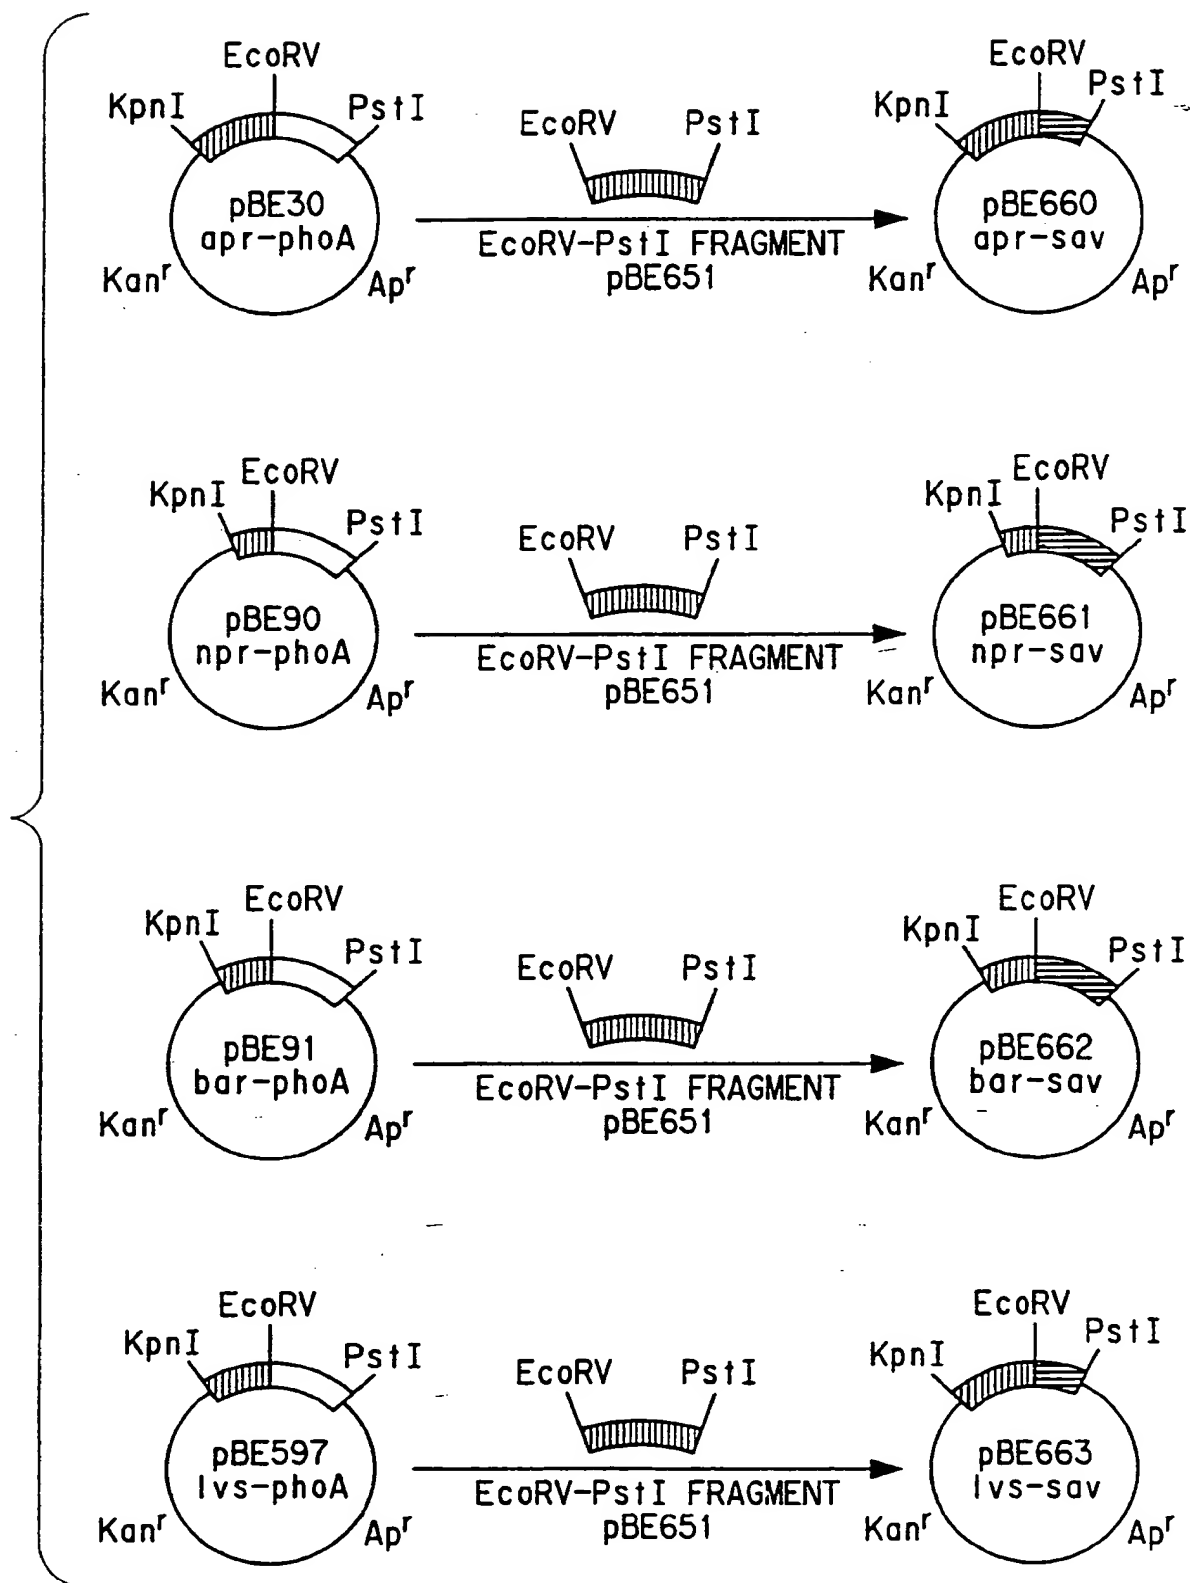 EcoRV
KpnI
PstI
pBE30
apr-phoA
Kanr
Apr
EcoRV
PstI
EcoRV-PstI FRAGMENT
pBE651
EcoRV
KpnI
PstI
pBE660
apr-sav
Kanr
Apr
EcoRV
KpnI
PstI
pBE90
npr-phoA
Kanr
Apr
EcoRV
PstI
EcoRV-PstI FRAGMENT
pBE651
EcoRV
KpnI
PstI
pBE661
npr-sav
Kanr
Apr
EcoRV
KpnI
PstI
pBE91
bar-phoA
Kanr
Apr
EcoRV
PstI
EcoRV-PstI FRAGMENT
pBE651
EcoRV
KpnI
PstI
pBE662
bar-sav
Kanr
Apr
EcoRV
KpnI
PstI
pBE597
lvs-phoA
Kanr
Apr
EcoRV
PstI
EcoRV-PstI FRAGMENT
pBE651
EcoRV
KpnI
PstI
pBE663
lvs-sav
Kanr
Apr